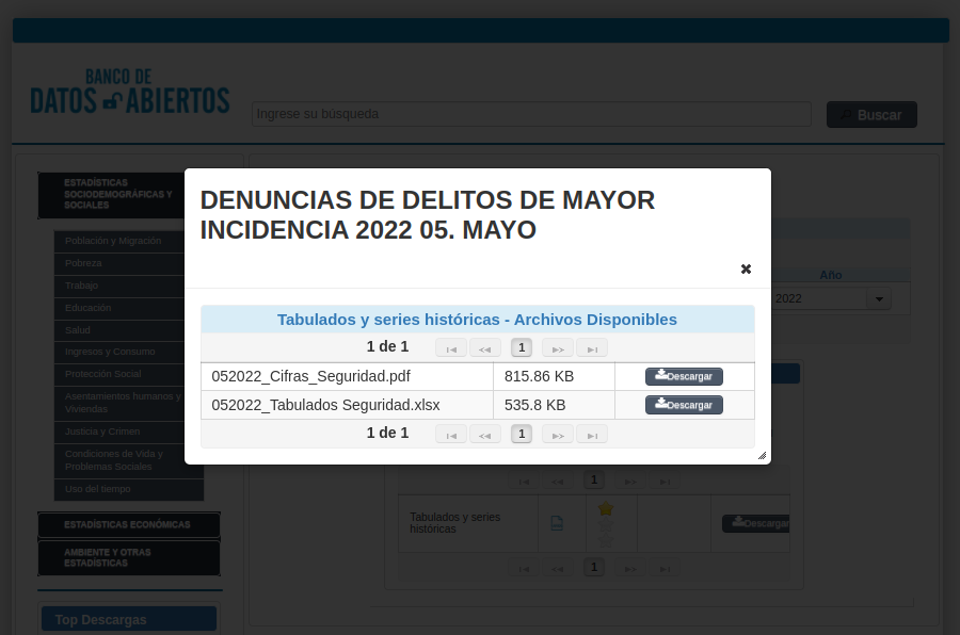 BANCO DE
DATOS ABIERTOS
Ingrese su búsqueda
Buscar
ESTADÍSTICAS
SOCIODEMOGRÁFICAS Y
SOCIALES
Población y Migración
Pobreza
Trabajo
Educación
Salud
Ingresos y Consumo
Protección Social
Asentamientos humanos y
Viviendas
Justicia y Crimen
Condiciones de Vida y
Problemas Sociales
Uso del tiempo
ESTADÍSTICAS ECONÓMICAS
AMBIENTE Y OTRAS
ESTADÍSTICAS
Top Descargas
DENUNCIAS DE DELITOS DE MAYOR
INCIDENCIA 2022 05. MAYO
Tabulados y series históricas - Archivos Disponibles
1 de 1 1
052022_Cifras_Seguridad.pdf 815.86 KB Descargar
052022_Tabulados Seguridad.xlsx 535.8 KB Descargar
1 de 1 1
Año
2022
1
Tabulados y series
históricas
Descargar
1